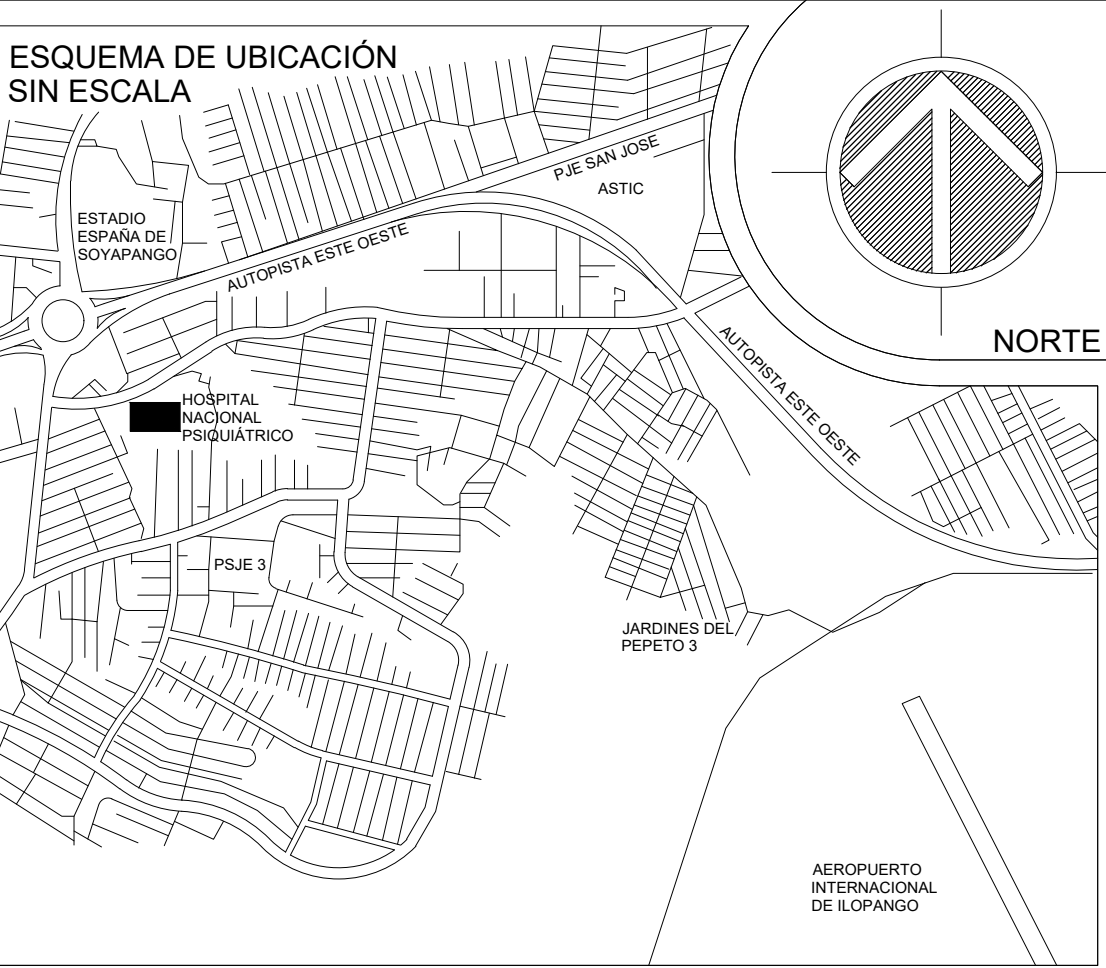 ESQUEMA DE UBICACIÓN
SIN ESCALA
PJE SAN JOSE
ASTIC
ESTADIO
ESPAÑA DE
SOYAPANGO
AUTOPISTA ESTE OESTE
NORTE
AUTOPISTA ESTE OESTE
HOSPITAL
NACIONAL
PSIQUIÁTRICO
PSJE 3
JARDINES DEL
PEPETO 3
AEROPUERTO
INTERNACIONAL
DE ILOPANGO